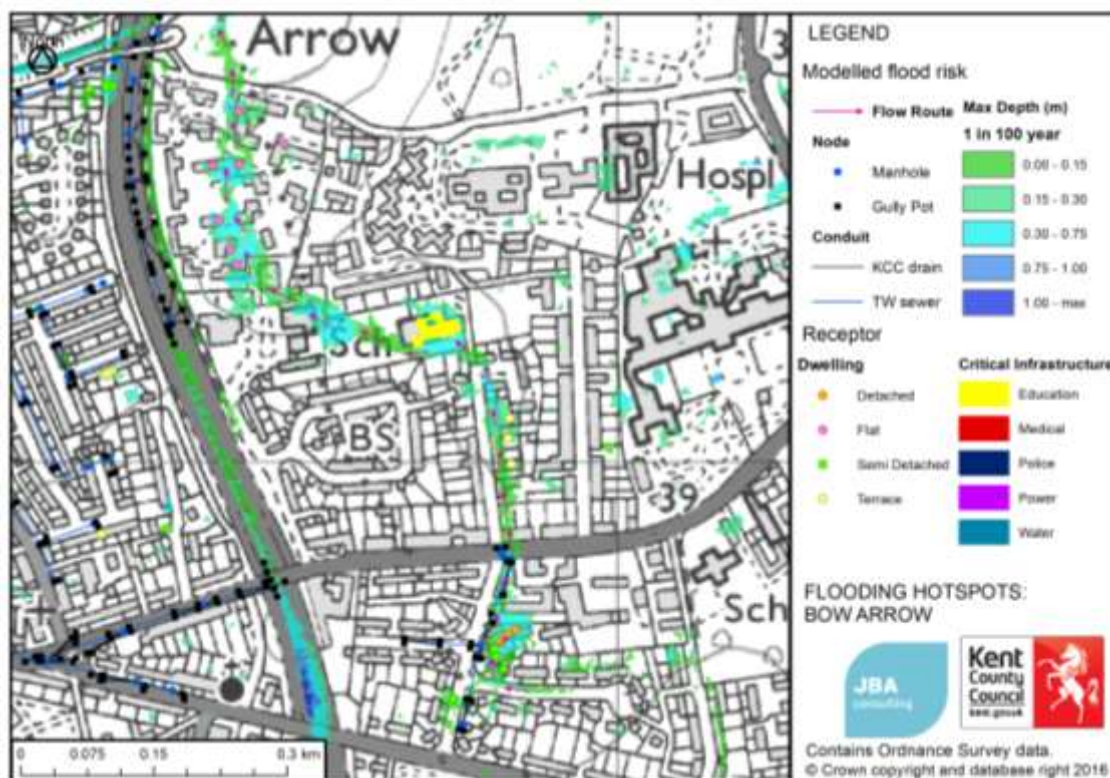 Arrow
3
Hospl
Sch
BS
39
Sch
0 0.075 0.15 0.3 km
LEGEND
Modelled flood risk
Flow Route
Node
Manhole
Gully Pot
Conduit
KCC drain
TW sewer
Max Depth (m)
1 in 100 year
0.00 - 0.15
0.15 - 0.30
0.30 - 0.75
0.75 - 1.00
1.00 - max
Receptor
Dwelling
Detached
Flat
Semi Detached
Terrace
Critical Infrastructure
Education
Medical
Police
Power
Water
FLOODING HOTSPOTS:
BOW ARROW
JBA
consulting
Kent
County
Council
kent.gov.uk
Contains Ordnance Survey data.
© Crown copyright and database right 2016